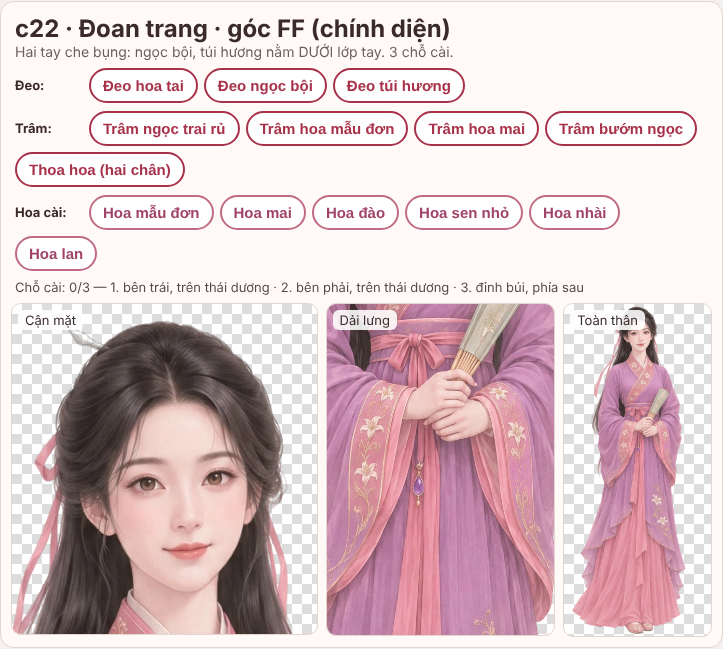 c22 · Đoan trang · góc FF (chính diện)
Hai tay che bụng: ngọc bội, túi hương nằm DƯỚI lớp tay. 3 chỗ cài.
Đeo: Đeo hoa tai Đeo ngọc bội Đeo túi hương
Trâm: Trâm ngọc trai rủ Trâm hoa mẫu đơn Trâm hoa mai Trâm bướm ngọc
Thoa hoa (hai chân)
Hoa cài: Hoa mẫu đơn Hoa mai Hoa đào Hoa sen nhỏ Hoa nhài
Hoa lan
Chỗ cài: 0/3 — 1. bên trái, trên thái dương · 2. bên phải, trên thái dương · 3. đỉnh búi, phía sau
Cận mặt Dải lưng Toàn thân